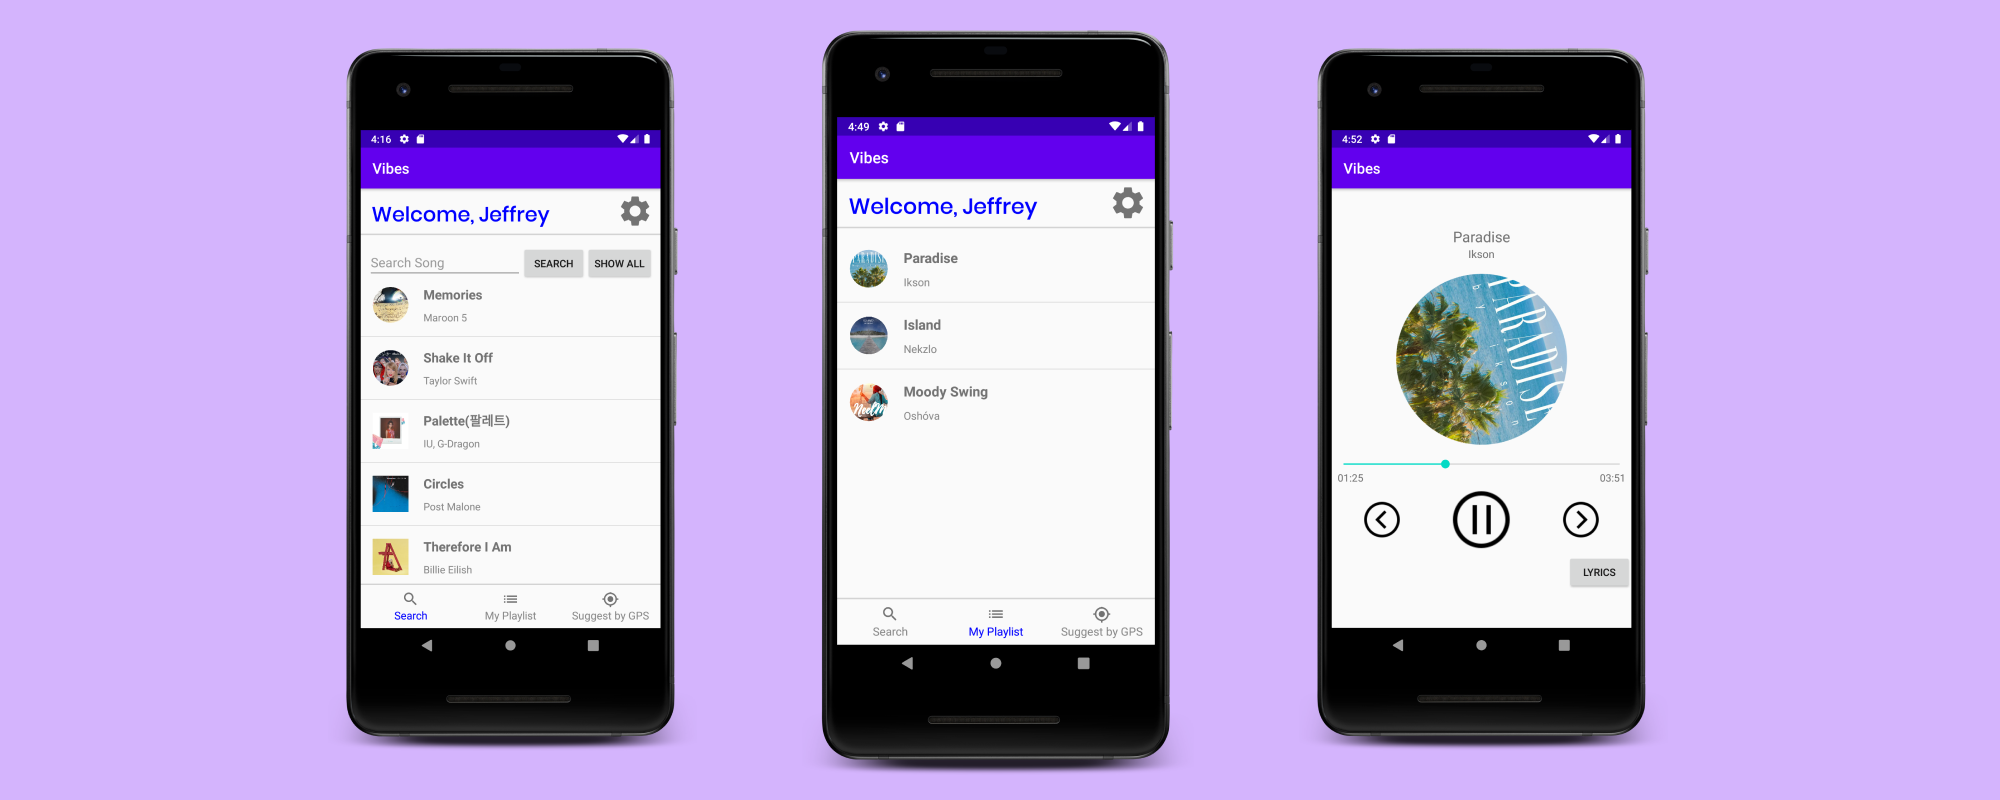 4:16
Vibes
Welcome, Jeffrey
Search Song
SEARCH
SHOW ALL
Memories
Maroon 5
Shake It Off
Taylor Swift
Palette(팔레트)
IU, G-Dragon
Circles
Post Malone
Therefore I Am
Billie Eilish
Search
My Playlist
Suggest by GPS
4:49
Vibes
Welcome, Jeffrey
Paradise
Ikson
Island
Nekzlo
Moody Swing
Oshóva
Search
My Playlist
Suggest by GPS
4:52
Vibes
Paradise
Ikson
PARADISE
by ikson
01:25
03:51
LYRICS